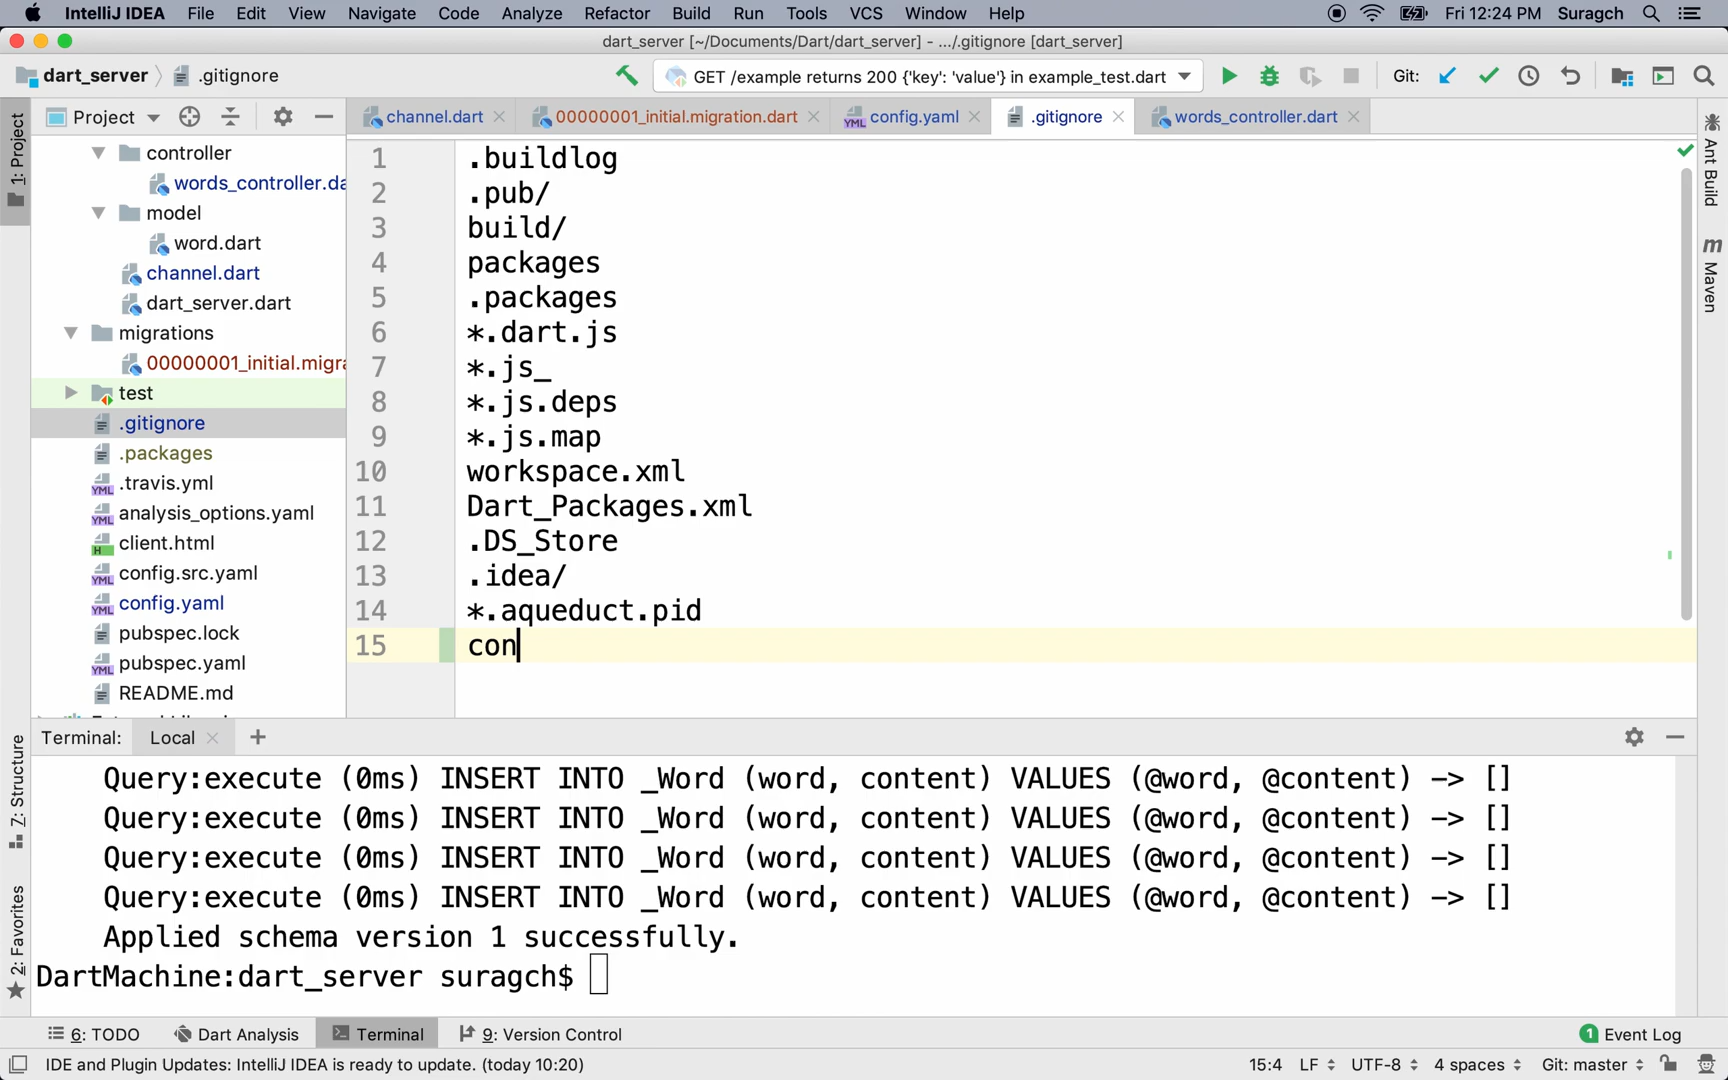 IntelliJ IDEA File Edit View Navigate Code Analyze Refactor Build Run Tools VCS Window Help Fri 12:24 PM Suragch
dart_server [~/Documents/Dart/dart_server] - .../.gitignore [dart_server]
dart_server .gitignore GET /example returns 200 {'key': 'value'} in example_test.dart Git:
Project channel.dart 00000001_initial.migration.dart config.yaml .gitignore words_controller.dart
1: Project
controller
words_controller.da
model
word.dart
channel.dart
dart_server.dart
migrations
00000001_initial.migra
test
.gitignore
.packages
.travis.yml
analysis_options.yaml
client.html
config.src.yaml
config.yaml
pubspec.lock
pubspec.yaml
README.md
1 .buildlog
2 .pub/
3 build/
4 packages
5 .packages
6 *.dart.js
7 *.js_
8 *.js.deps
9 *.js.map
10 workspace.xml
11 Dart_Packages.xml
12 .DS_Store
13 .idea/
14 *.aqueduct.pid
15 con
Ant Build
m Maven
Terminal: Local +
Z: Structure
2: Favorites
Query:execute (0ms) INSERT INTO _Word (word, content) VALUES (@word, @content) -> []
Query:execute (0ms) INSERT INTO _Word (word, content) VALUES (@word, @content) -> []
Query:execute (0ms) INSERT INTO _Word (word, content) VALUES (@word, @content) -> []
Query:execute (0ms) INSERT INTO _Word (word, content) VALUES (@word, @content) -> []
Applied schema version 1 successfully.
DartMachine:dart_server suragch$
6: TODO Dart Analysis Terminal 9: Version Control 1 Event Log
IDE and Plugin Updates: IntelliJ IDEA is ready to update. (today 10:20) 15:4 LF UTF-8 4 spaces Git: master